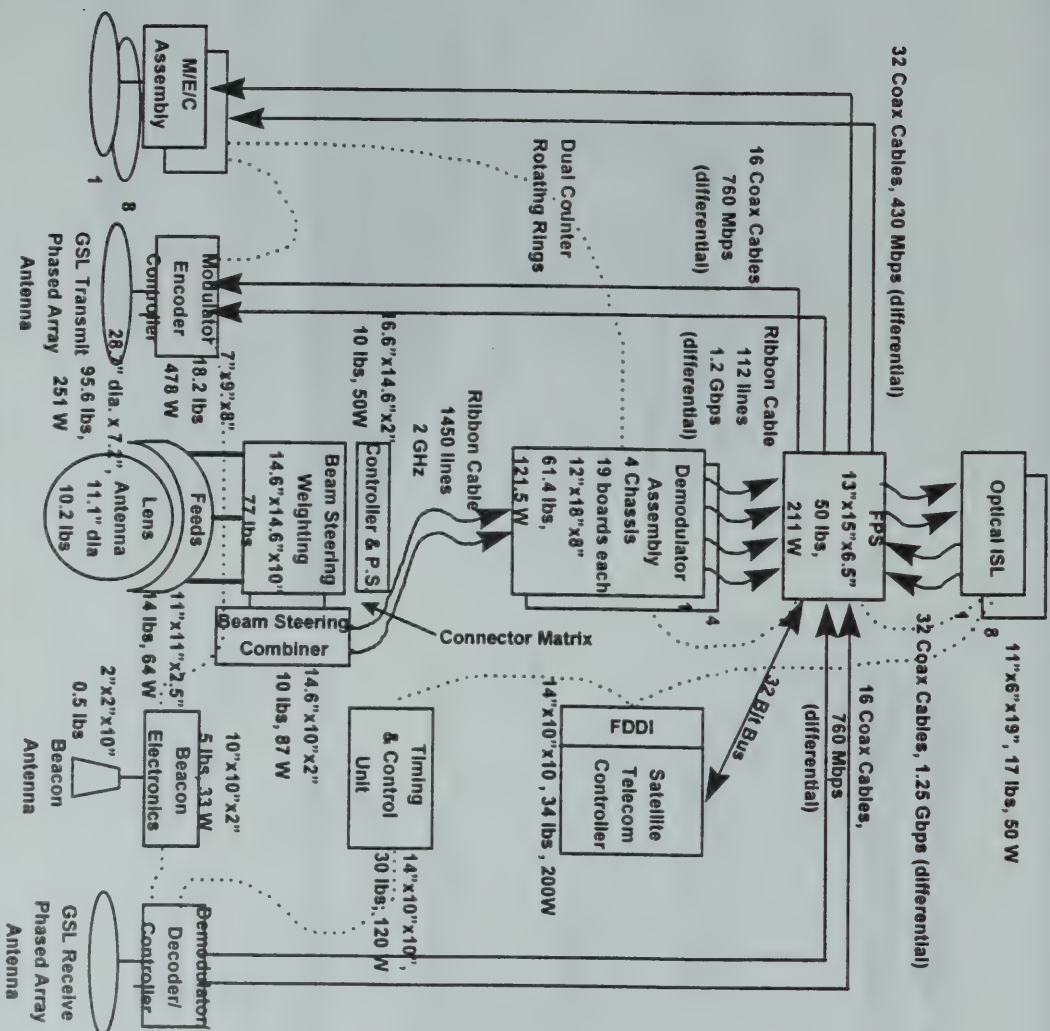 Optical ISL
1
8
11"x6"x19", 17 lbs, 50 W
32 Coax Cables, 430 Mbps (differential)
32 Coax Cables, 1.25 Gbps (differential)
FPS
13"x15"x6.5"
50 lbs,
211 W
16 Coax Cables
760 Mbps
(differential)
16 Coax Cables,
760 Mbps
(differential)
Ribbon Cable
112 lines
1.2 Gbps
(differential)
32 Bit Bus
Dual Counter
Rotating Rings
Demodulator
Assembly
4 Chassis
19 boards each
12"x18"x8"
61.4 lbs,
121.5 W
1
4
FDDI
Satellite
Telecom
Controller
14"x10"x10, 34 lbs, 200W
Ribbon Cable
1450 lines
2 GHz
Connector Matrix
Timing
& Control
Unit
14"x10"x10",
30 lbs, 120 W
16.6"x14.6"x2"
10 lbs, 50W
Controller & P.S.
Beam Steering
Weighting
14.6"x14.6"x10"
77 lbs
Beam Steering
Combiner
14.6"x10"x2"
10 lbs, 87 W
M/E/C
Assembly
1
8
Modulator
Encoder
Controller
7"x9"x8"
18.2 lbs
478 W
GSL Transmit
Phased Array
Antenna
28.7" dia. x 7.2",
95.6 lbs,
251 W
Feeds
11"x11"x2.5"
14 lbs, 64 W
Antenna
Lens
11.1" dia
10.2 lbs
Beacon
Electronics
10"x10"x2"
5 lbs, 33 W
2"x2"x10"
0.5 lbs
Beacon
Antenna
Demodulator/
Decoder/
Controller
GSL Receive
Phased Array
Antenna